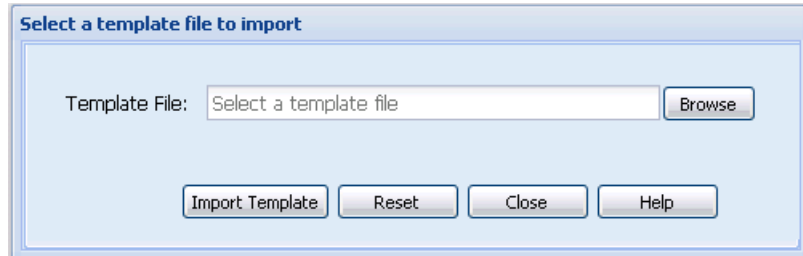 Select a template file to import
Template File: Select a template file Browse
Import Template Reset Close Help